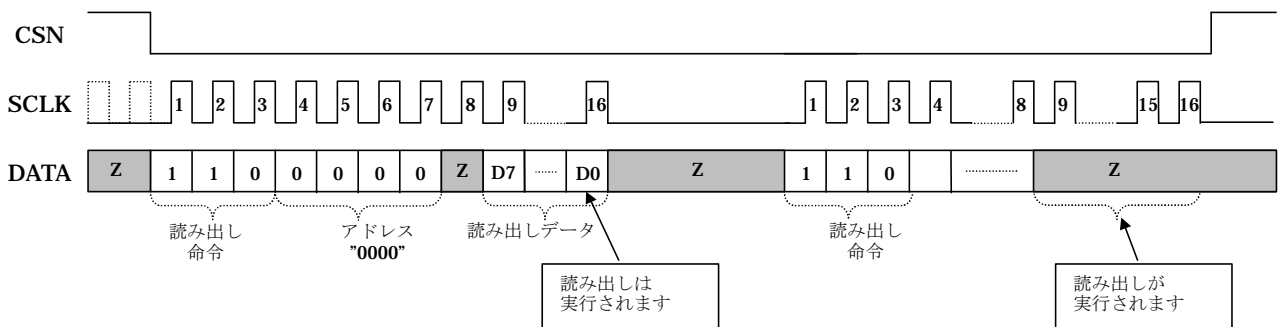 CSN
SCLK 1 2 3 4 5 6 7 8 9 16 1 2 3 4 8 9 15 16
DATA Z 1 1 0 0 0 0 0 Z D7 D0 Z 1 1 0 Z
読み出し
命令
アドレス
"0000"
読み出しデータ
読み出し
命令
読み出しは
実行されます
読み出しが
実行されます